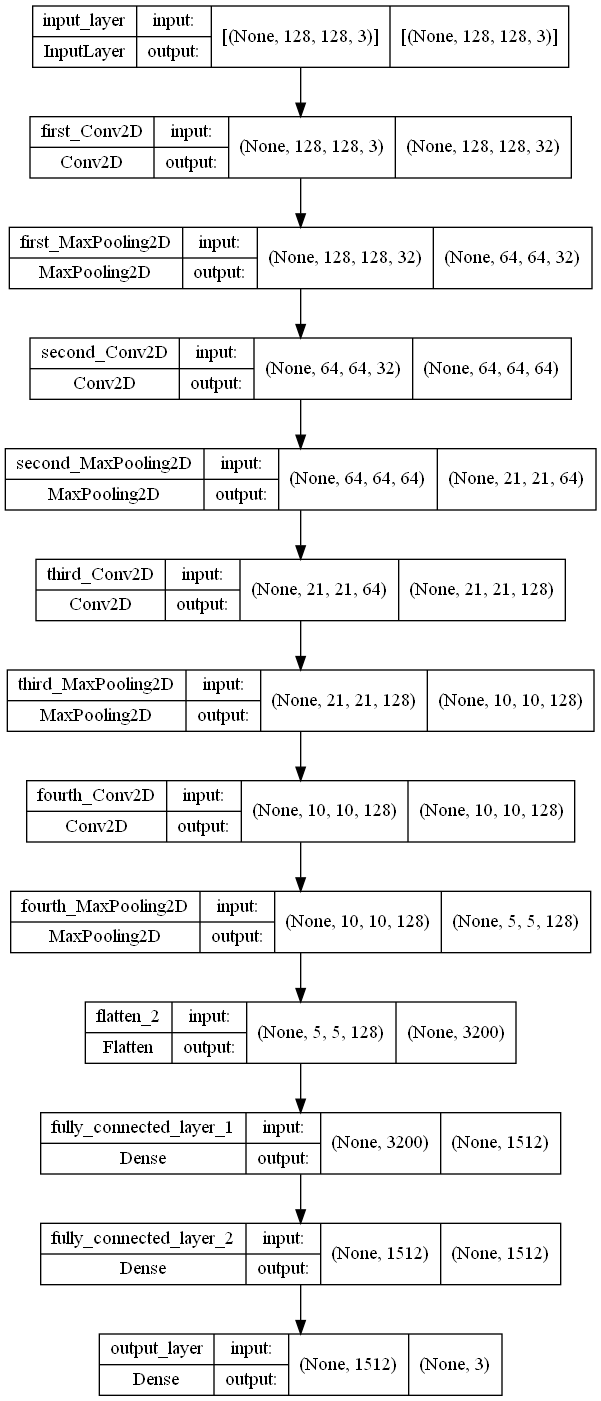 input_layer input: [(None, 128, 128, 3)] [(None, 128, 128, 3)]
InputLayer output:
first_Conv2D input: (None, 128, 128, 3) (None, 128, 128, 32)
Conv2D output:
first_MaxPooling2D input: (None, 128, 128, 32) (None, 64, 64, 32)
MaxPooling2D output:
second_Conv2D input: (None, 64, 64, 32) (None, 64, 64, 64)
Conv2D output:
second_MaxPooling2D input: (None, 64, 64, 64) (None, 21, 21, 64)
MaxPooling2D output:
third_Conv2D input: (None, 21, 21, 64) (None, 21, 21, 128)
Conv2D output:
third_MaxPooling2D input: (None, 21, 21, 128) (None, 10, 10, 128)
MaxPooling2D output:
fourth_Conv2D input: (None, 10, 10, 128) (None, 10, 10, 128)
Conv2D output:
fourth_MaxPooling2D input: (None, 10, 10, 128) (None, 5, 5, 128)
MaxPooling2D output:
flatten_2 input: (None, 5, 5, 128) (None, 3200)
Flatten output:
fully_connected_layer_1 input: (None, 3200) (None, 1512)
Dense output:
fully_connected_layer_2 input: (None, 1512) (None, 1512)
Dense output:
output_layer input: (None, 1512) (None, 3)
Dense output: